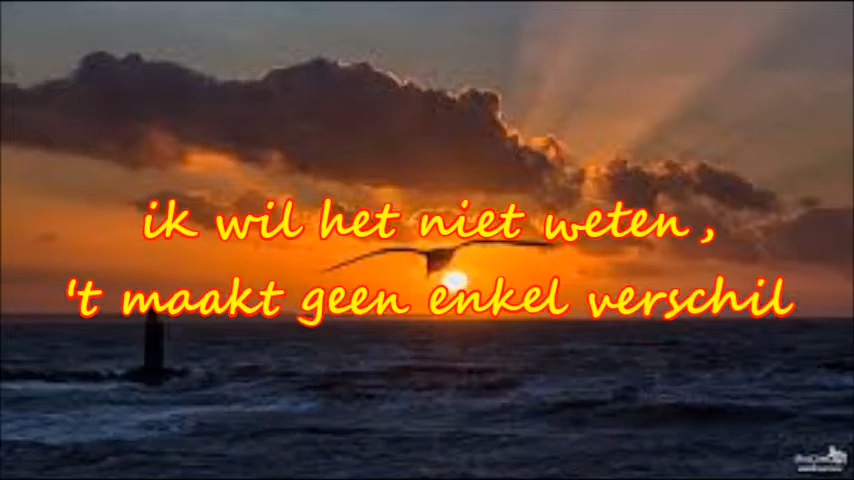 ik wil het niet weten ,
't maakt geen enkel verschil